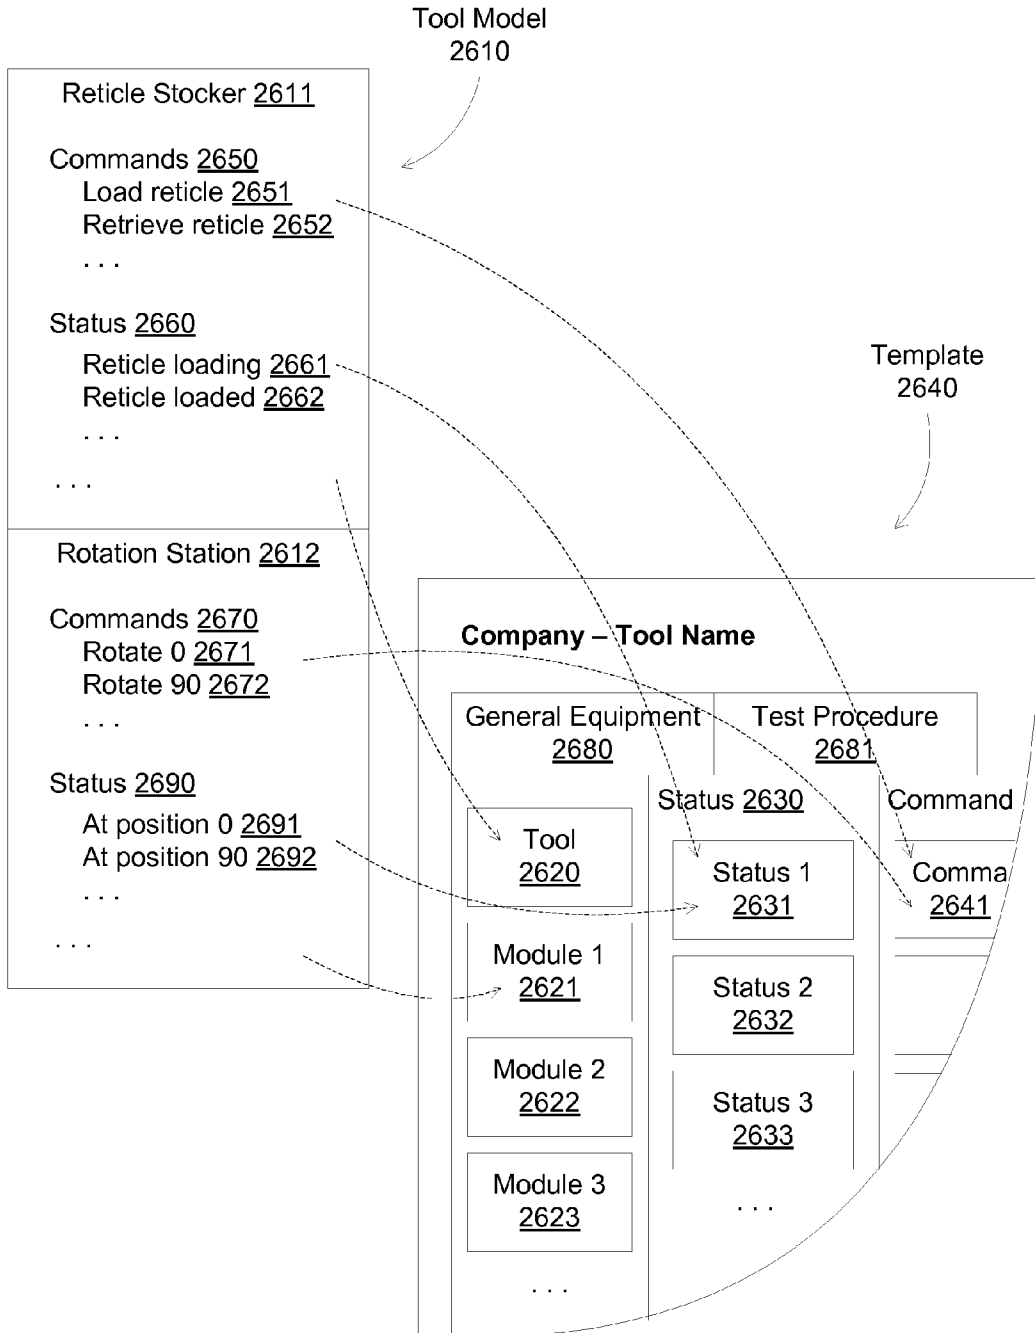 Tool Model
2610
Reticle Stocker 2611
Commands 2650
Load reticle 2651
Retrieve reticle 2652
. . .
Status 2660
Reticle loading 2661
Reticle loaded 2662
. . .
. . .
Template
2640
Rotation Station 2612
Commands 2670
Rotate 0 2671
Rotate 90 2672
. . .
Status 2690
At position 0 2691
At position 90 2692
. . .
. . .
Company – Tool Name
General Equipment
2680
Test Procedure
2681
Tool
2620
Module 1
2621
Module 2
2622
Module 3
2623
. . .
Status 2630
Status 1
2631
Status 2
2632
Status 3
2633
. . .
Command
Comma
2641